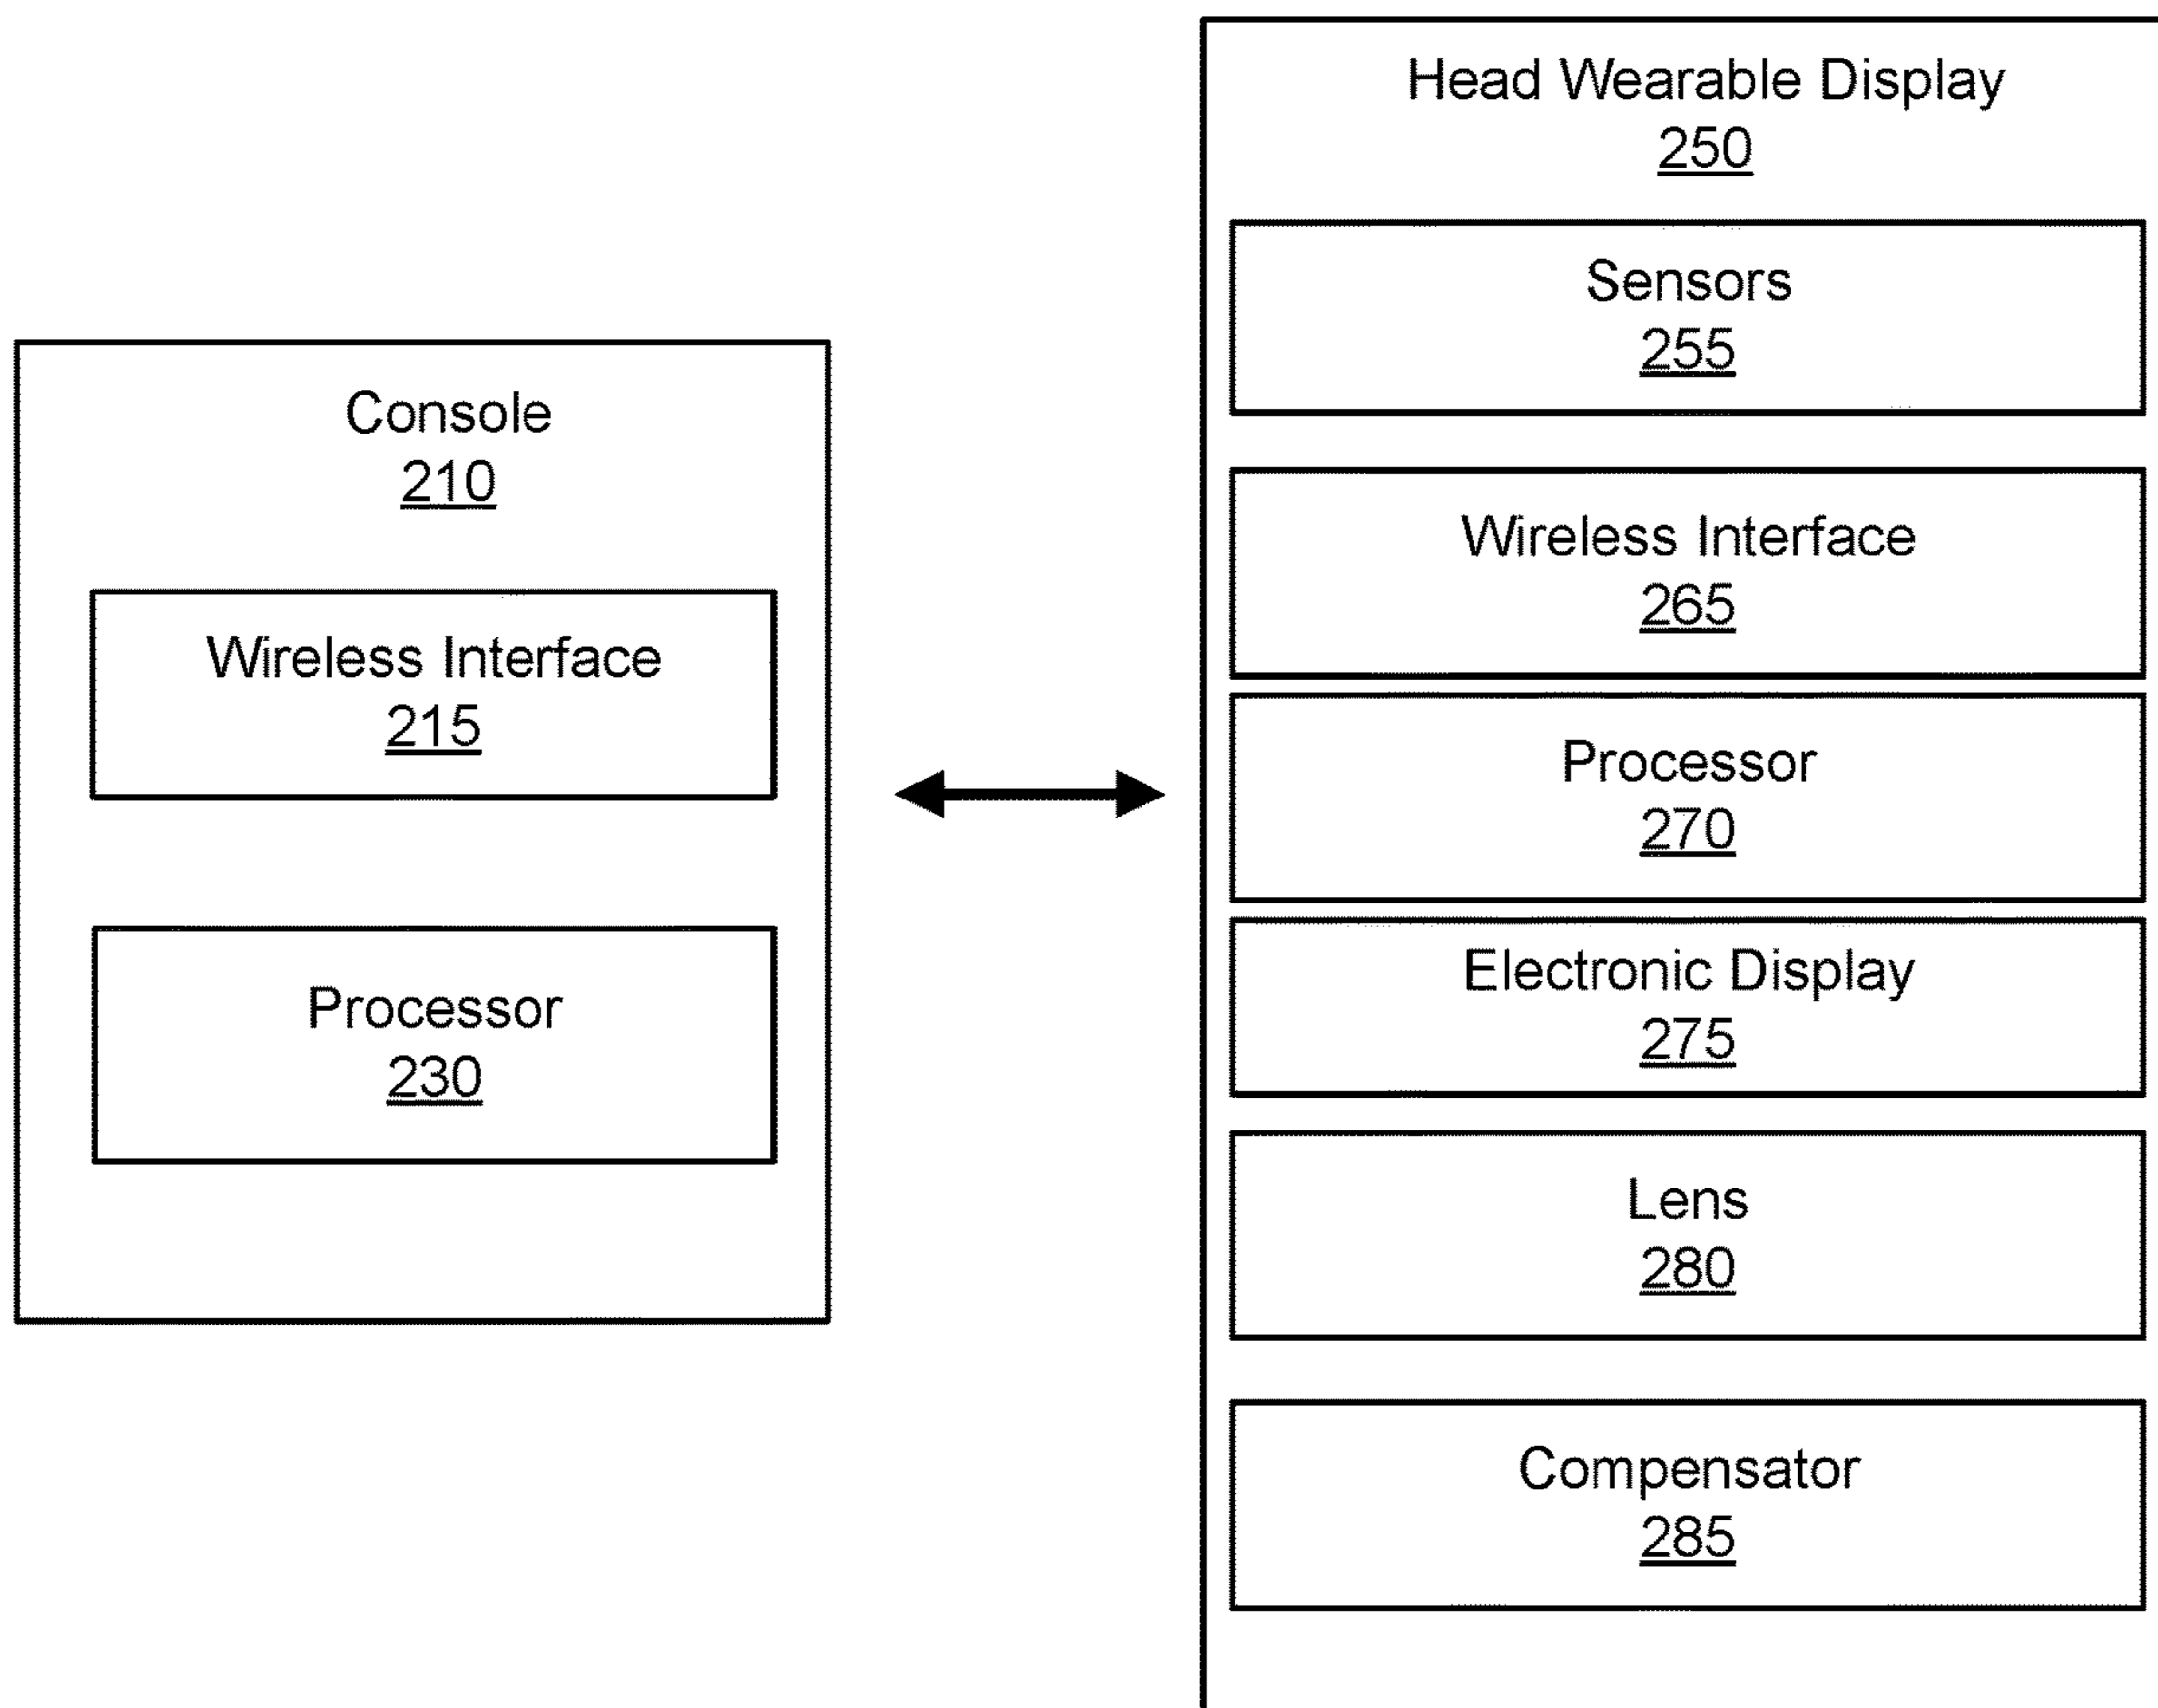 Console
210
Wireless Interface
215
Processor
230
Head Wearable Display
250
Sensors
255
Wireless Interface
265
Processor
270
Electronic Display
275
Lens
280
Compensator
285